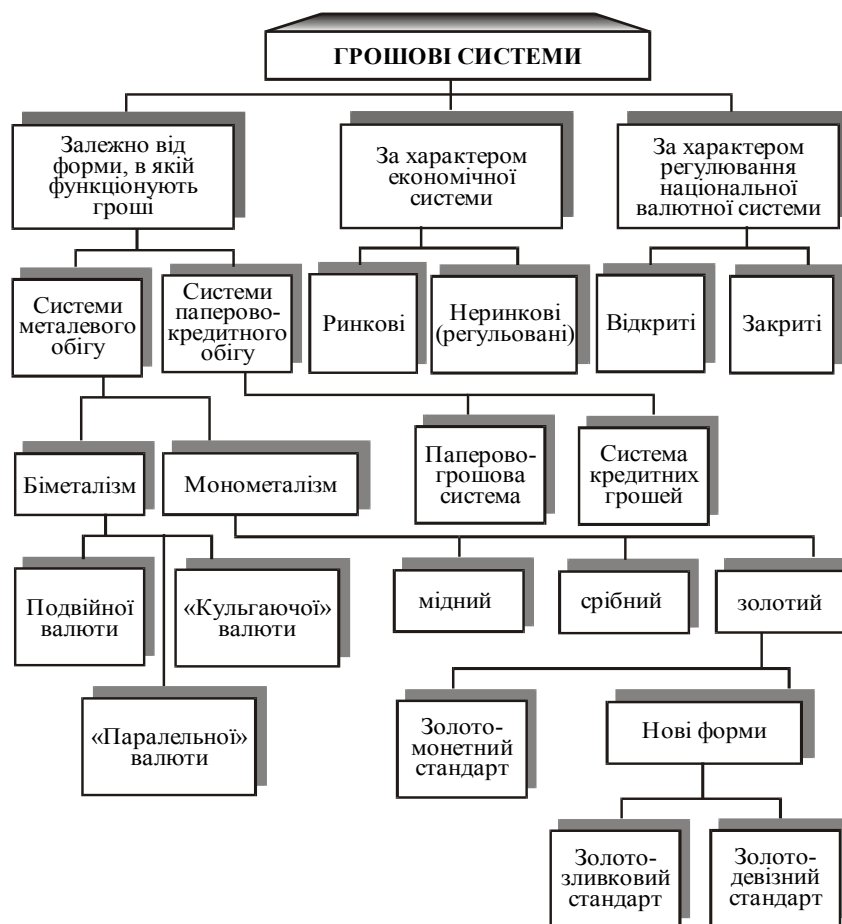 ГРОШОВІ СИСТЕМИ
Залежно від
форми, в якій
функціонують
гроші
За характером
економічної
системи
За характером
регулювання
національної
валютної системи
Системи
металевого
обігу
Системи
паперово-
кредитного
обігу
Ринкові
Неринкові
(регульовані)
Відкриті
Закриті
Біметалізм
Монометалізм
Паперово-
грошова
система
Система
кредитних
грошей
Подвійної
валюти
«Кульгаючої»
валюти
мідний
срібний
золотий
«Паралельної»
валюти
Золото-
монетний
стандарт
Нові форми
Золото-
зливковий
стандарт
Золото-
девізний
стандарт